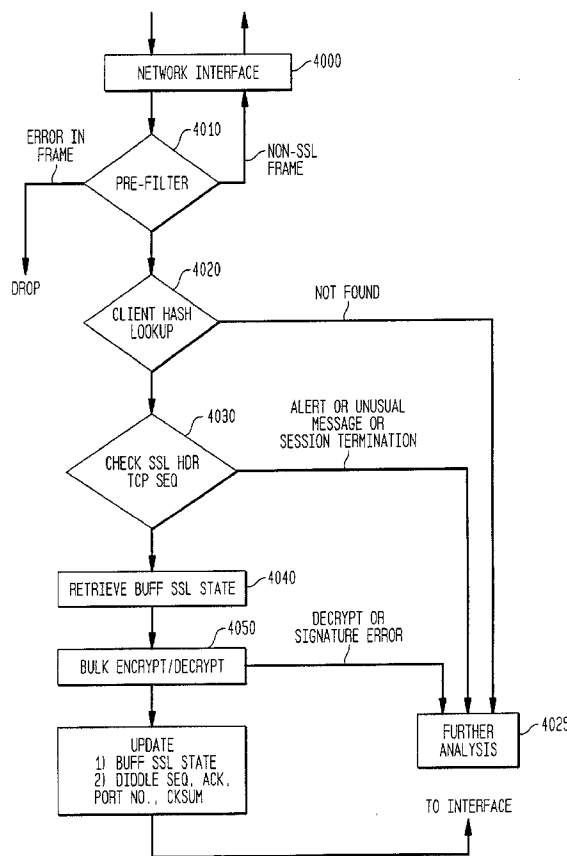 NETWORK INTERFACE
4000
ERROR IN
FRAME
4010
PRE-FILTER
NON-SSL
FRAME
DROP
4020
CLIENT HASH
LOOKUP
NOT FOUND
4030
CHECK SSL HDR
TCP SEQ
ALERT OR UNUSUAL
MESSAGE OR
SESSION TERMINATION
RETRIEVE BUFF SSL STATE
4040
4050
BULK ENCRYPT/DECRYPT
DECRYPT OR
SIGNATURE ERROR
UPDATE
1) BUFF SSL STATE
2) DIDDLE SEQ, ACK,
PORT NO., CKSUM
FURTHER
ANALYSIS
4025
TO INTERFACE